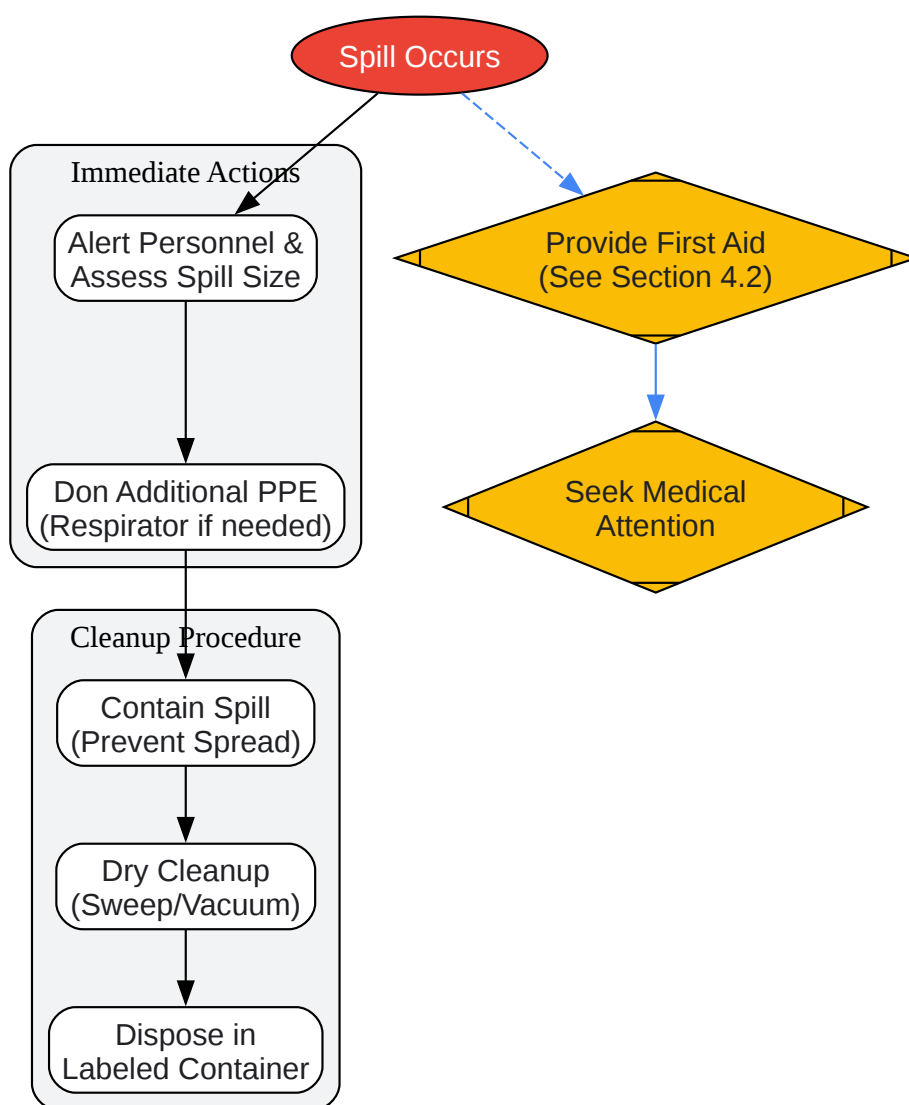 Spill Occurs
Immediate Actions
Alert Personnel &
Assess Spill Size
Don Additional PPE
(Respirator if needed)
Provide First Aid
(See Section 4.2)
Seek Medical
Attention
Cleanup Procedure
Contain Spill
(Prevent Spread)
Dry Cleanup
(Sweep/Vacuum)
Dispose in
Labeled Container